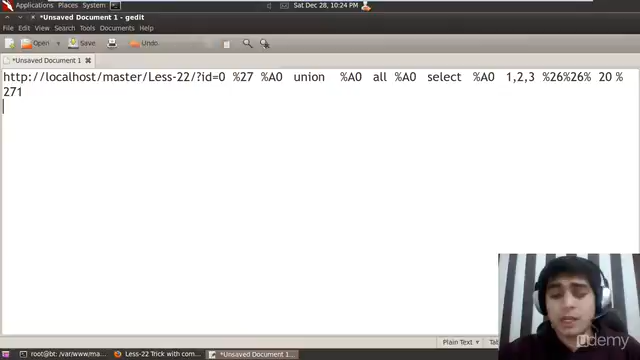 Applications Places System
Sat Dec 28, 10:24 PM
*Unsaved Document 1 - gedit
File Edit View Search Tools Documents Help
Open Save Undo
*Unsaved Document 1
http://localhost/master/Less-22/?id=0 %27 %A0 union %A0 all %A0 select %A0 1,2,3 %26%26% 20 %
271
Plain Text
udemy
root@bt: /var/www/ma...
Less-22 Trick with com...
*Unsaved Document 1...